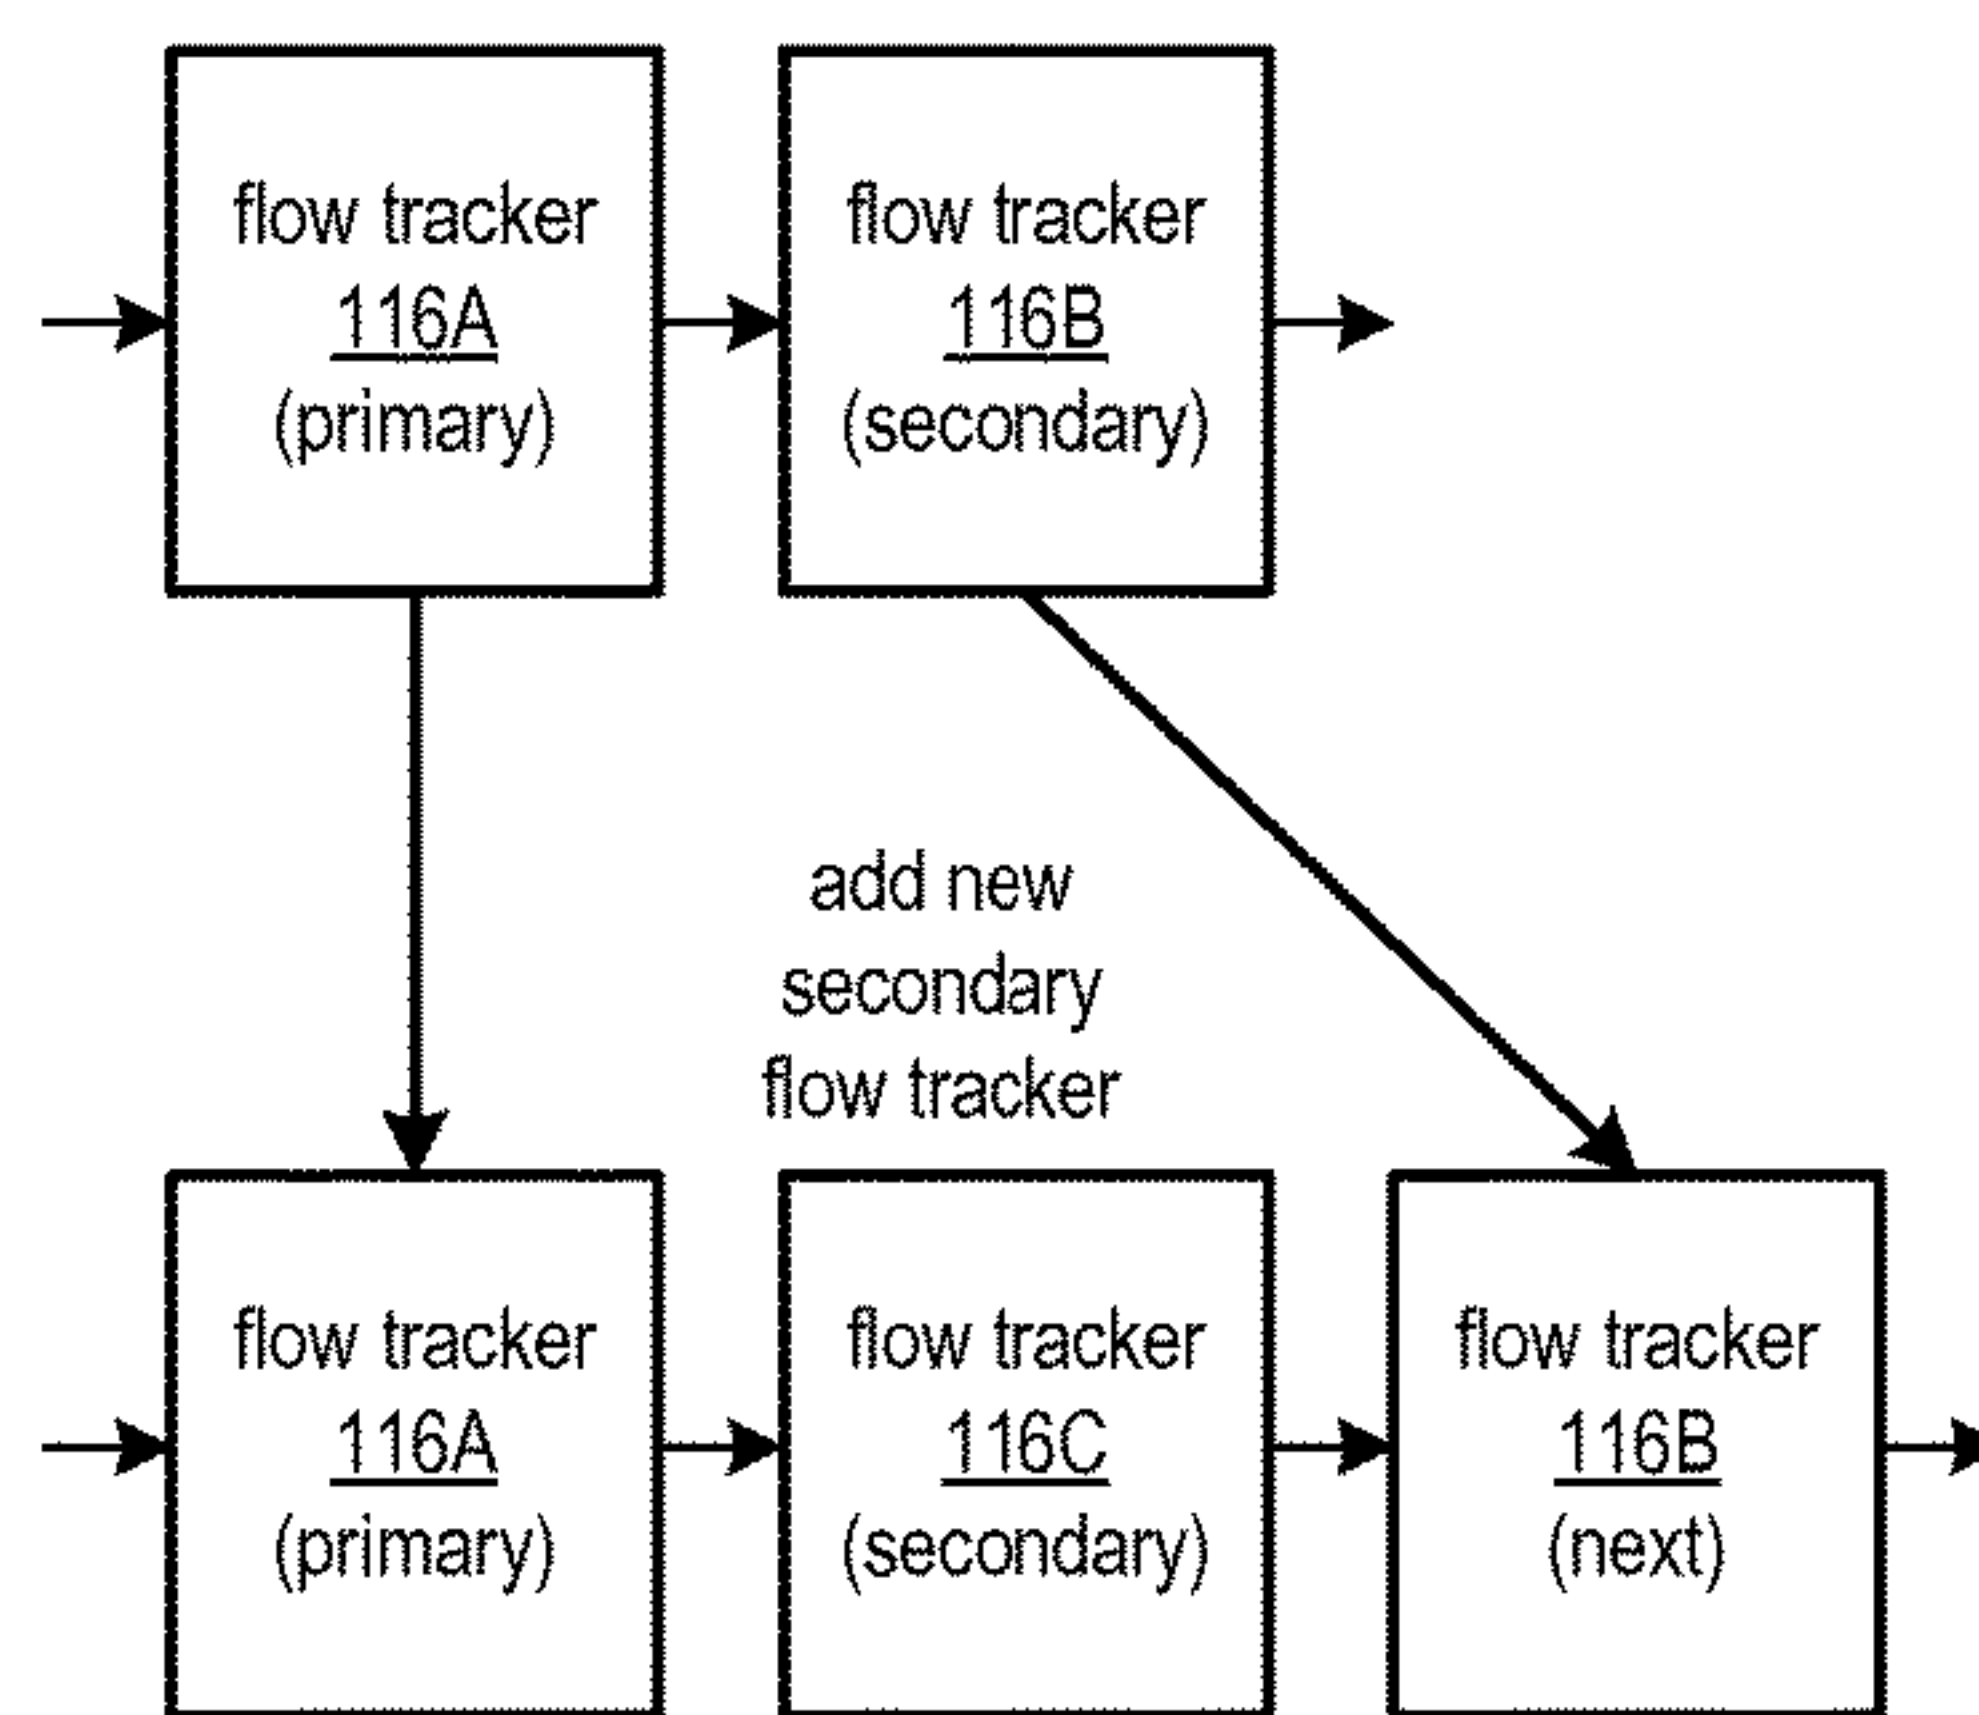 flow tracker
116A
(primary)
flow tracker
116B
(secondary)
add new
secondary
flow tracker
flow tracker
116A
(primary)
flow tracker
116C
(secondary)
flow tracker
116B
(next)